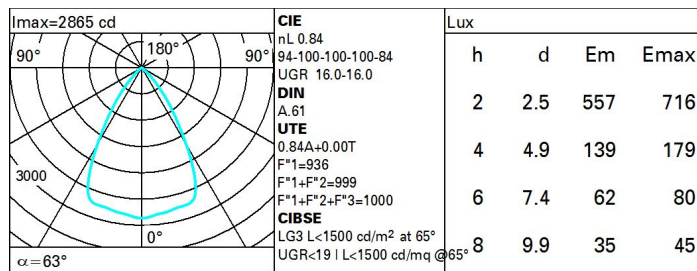 Imax=2865 cd
90° 180° 90°
3000
0°
α=63°
CIE
nL 0.84
94-100-100-100-84
UGR 16.0-16.0
DIN
A.61
UTE
0.84A+0.00T
F"1=936
F"1+F"2=999
F"1+F"2+F"3=1000
CIBSE
LG3 L<1500 cd/m² at 65°
UGR<19 | L<1500 cd/mq @65°
Lux
h d Em Emax
2 2.5 557 716
4 4.9 139 179
6 7.4 62 80
8 9.9 35 45